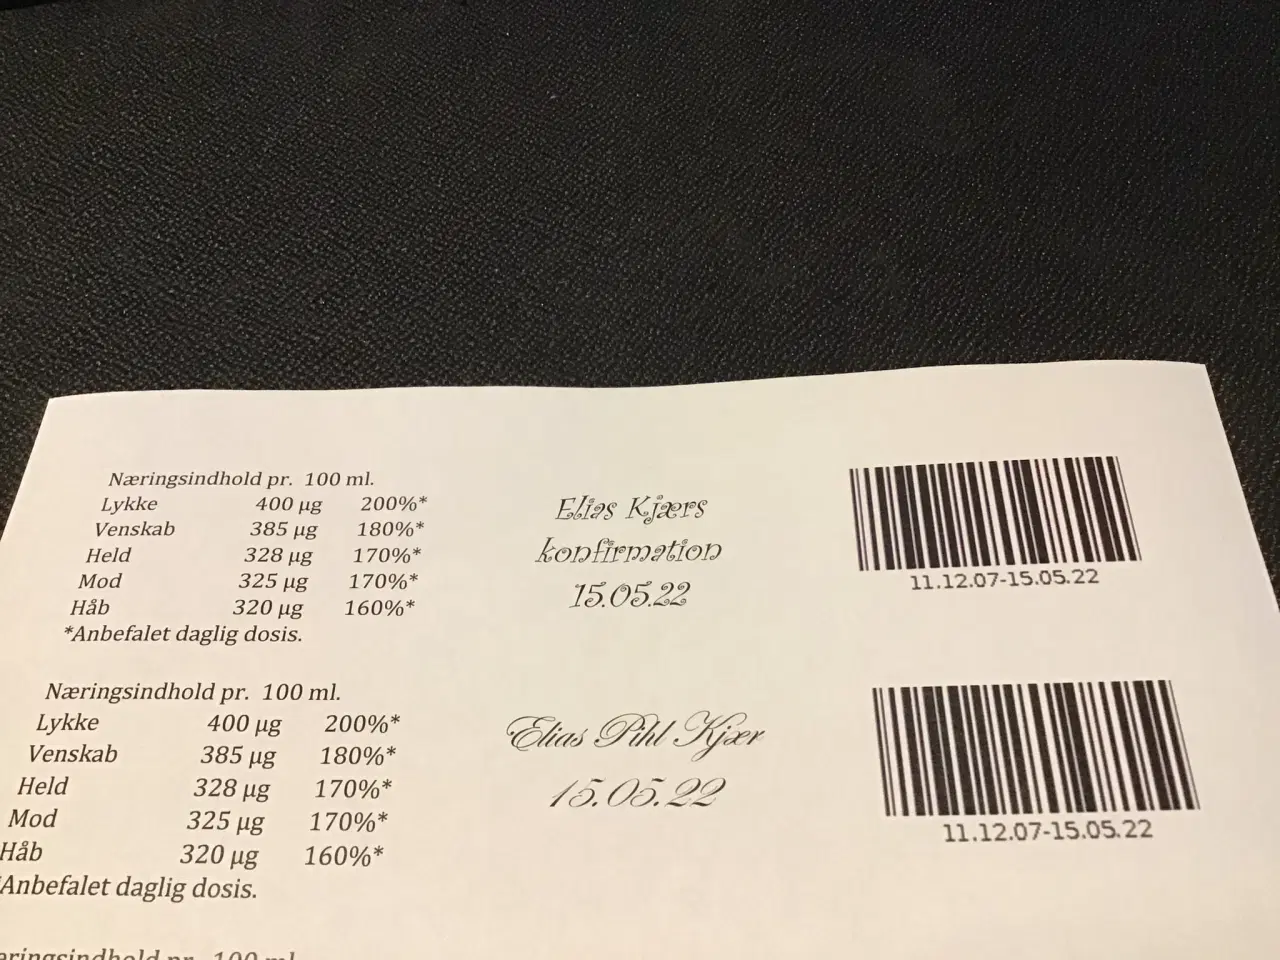 Næringsindhold pr. 100 ml.
Lykke 400 µg 200%*
Venskab 385 µg 180%*
Held 328 µg 170%*
Mod 325 µg 170%*
Håb 320 µg 160%*
*Anbefalet daglig dosis.
Elias Kjærs
konfirmation
15.05.22
11.12.07-15.05.22
Næringsindhold pr. 100 ml.
Lykke 400 µg 200%*
Venskab 385 µg 180%*
Held 328 µg 170%*
Mod 325 µg 170%*
Håb 320 µg 160%*
*Anbefalet daglig dosis.
Elias Pihl Kjær
15.05.22
11.12.07-15.05.22
æringsindhold pr. 100 ml